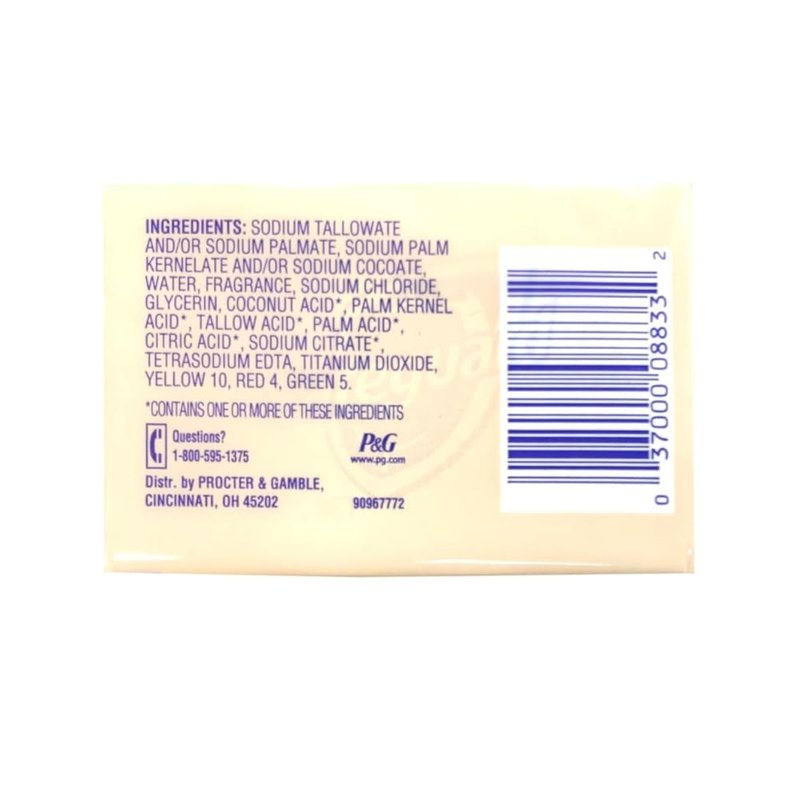 INGREDIENTS: SODIUM TALLOWATE
AND/OR SODIUM PALMATE, SODIUM PALM
KERNELATE AND/OR SODIUM COCOATE,
WATER, FRAGRANCE, SODIUM CHLORIDE,
GLYCERIN, COCONUT ACID*, PALM KERNEL
ACID*, TALLOW ACID*, PALM ACID*,
CITRIC ACID*, SODIUM CITRATE*,
TETRASODIUM EDTA, TITANIUM DIOXIDE,
YELLOW 10, RED 4, GREEN 5.
*CONTAINS ONE OR MORE OF THESE INGREDIENTS
Questions?
1-800-595-1375
P&G
www.pg.com
Distr. by PROCTER & GAMBLE,
CINCINNATI, OH 45202
90967772
0 37000 08833 2